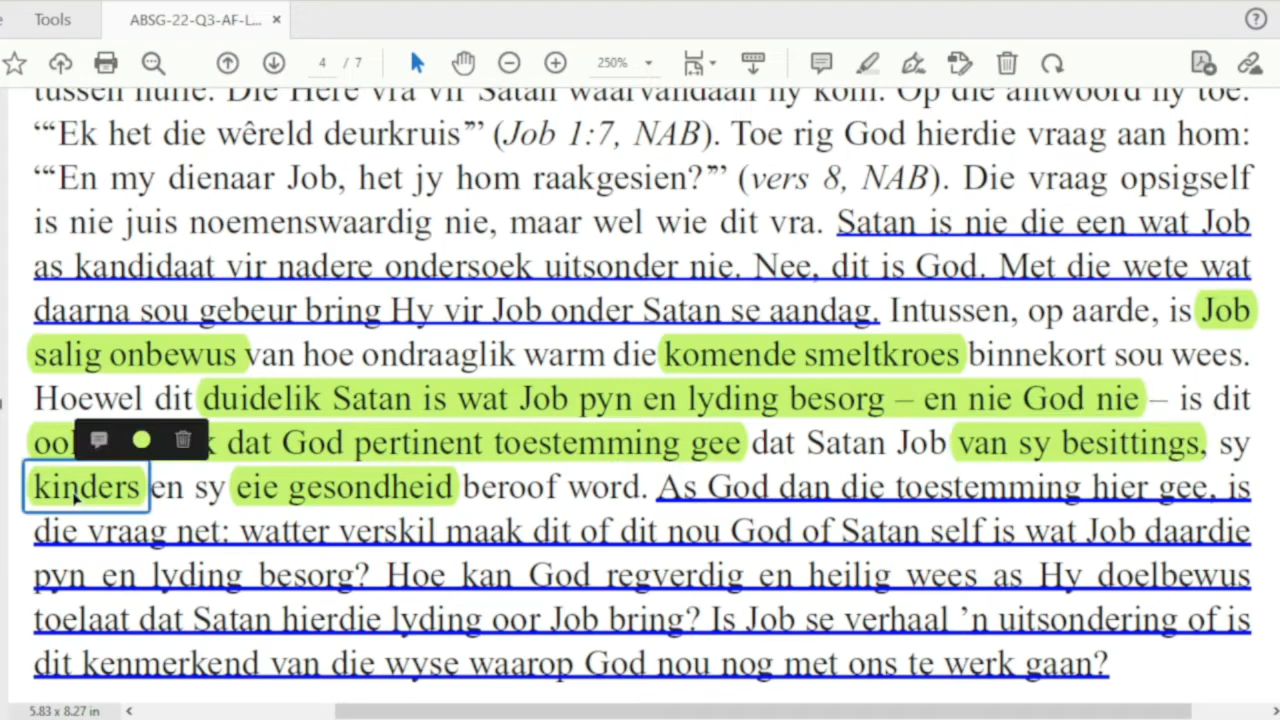 Tools
ABSG-22-Q3-AF-L... ×
4 / 7
250%
tussen hulle. Die Here vra vir Satan waarvandaan hy kom. Op die antwoord hy toe:
“‘Ek het die wêreld deurkruis’” (Job 1:7, NAB). Toe rig God hierdie vraag aan hom:
“‘En my dienaar Job, het jy hom raakgesien?’” (vers 8, NAB). Die vraag opsigself
is nie juis noemenswaardig nie, maar wel wie dit vra. Satan is nie die een wat Job
as kandidaat vir nadere ondersoek uitsonder nie. Nee, dit is God. Met die wete wat
daarna sou gebeur bring Hy vir Job onder Satan se aandag. Intussen, op aarde, is Job
salig onbewus van hoe ondraaglik warm die komende smeltkroes binnekort sou wees.
Hoewel dit duidelik Satan is wat Job pyn en lyding besorg – en nie God nie – is dit
dat God pertinent toestemming gee dat Satan Job van sy besittings, sy
kinders en sy eie gesondheid beroof word. As God dan die toestemming hier gee, is
die vraag net: watter verskil maak dit of dit nou God of Satan self is wat Job daardie
pyn en lyding besorg? Hoe kan God regverdig en heilig wees as Hy doelbewus
toelaat dat Satan hierdie lyding oor Job bring? Is Job se verhaal ’n uitsondering of is
dit kenmerkend van die wyse waarop God nou nog met ons te werk gaan?
5.83 x 8.27 in